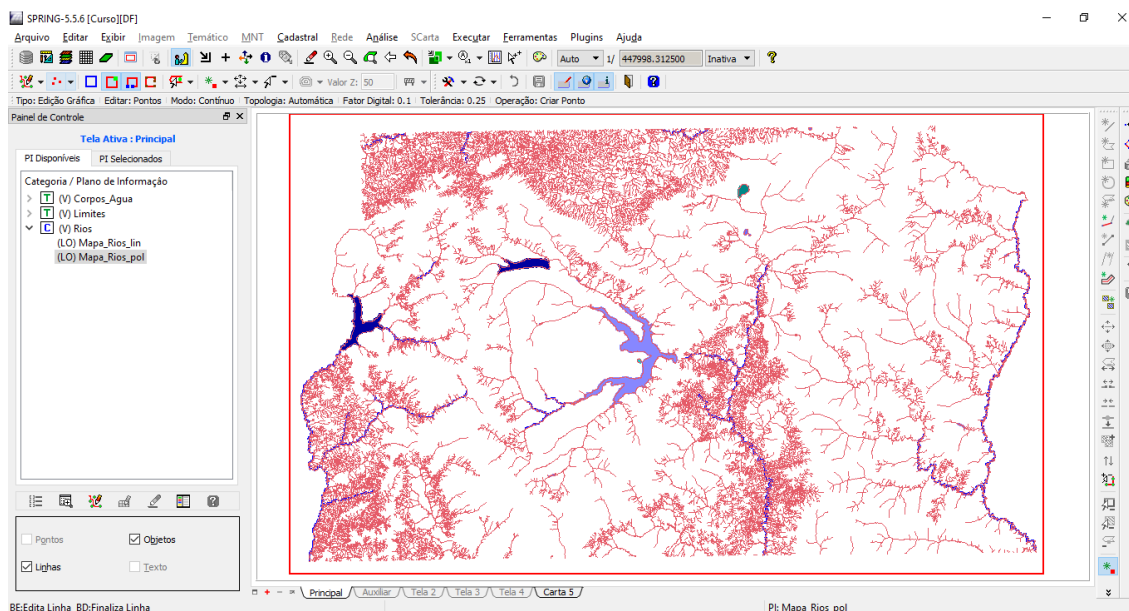 SPRING-5.5.6 [Curso][DF]
Arquivo Editar Exibir Imagem Temático MNT Cadastral Rede Análise SCarta Executar Ferramentas Plugins Ajuda
Auto 1/ 447998.312500 Inativa
Valor Z: 50
Tipo: Edição Gráfica Editar: Pontos Modo: Contínuo Topologia: Automática Fator Digital: 0.1 Tolerância: 0.25 Operação: Criar Ponto
Painel de Controle
Tela Ativa : Principal
PI Disponíveis PI Selecionados
Categoria / Plano de Informação
T (V) Corpos_Agua
T (V) Limites
C (V) Rios
(LO) Mapa_Rios_lin
(LO) Mapa_Rios_pol
Pontos Objetos
Linhas Texto
Principal Auxiliar Tela 2 Tela 3 Tela 4 Carta 5
BE:Edita Linha BD:Finaliza Linha PI: Mapa_Rios_pol